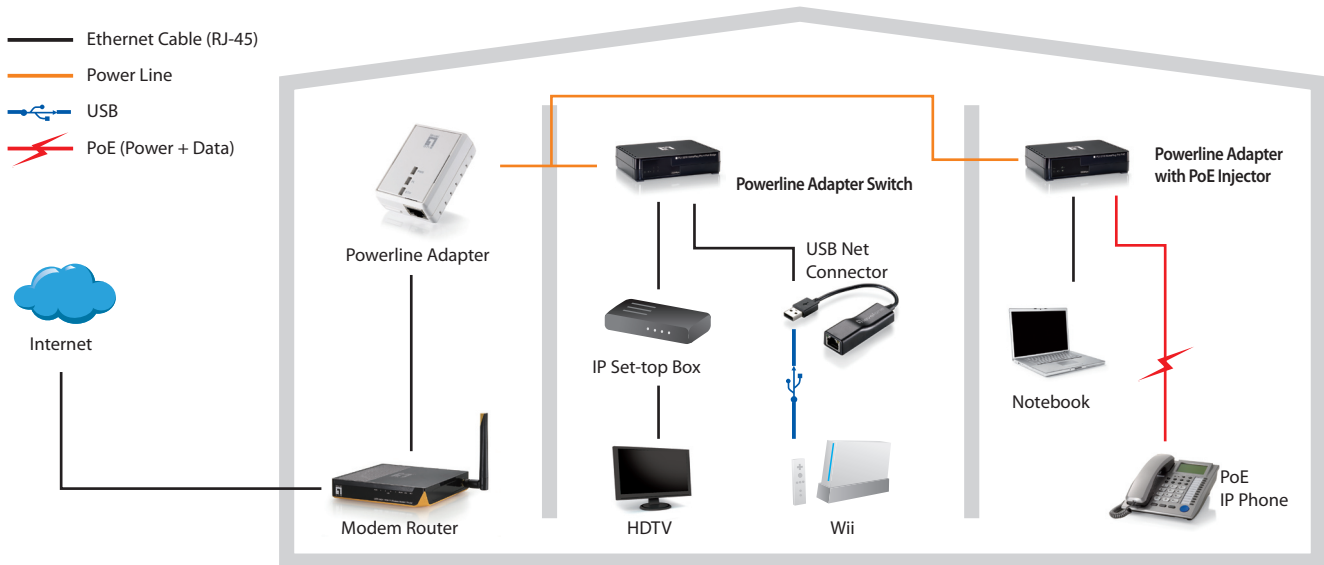 Ethernet Cable (RJ-45)
Power Line
USB
PoE (Power + Data)
Internet
Powerline Adapter
Modem Router
Powerline Adapter Switch
USB Net
Connector
IP Set-top Box
HDTV
Wii
Powerline Adapter
with PoE Injector
Notebook
PoE
IP Phone